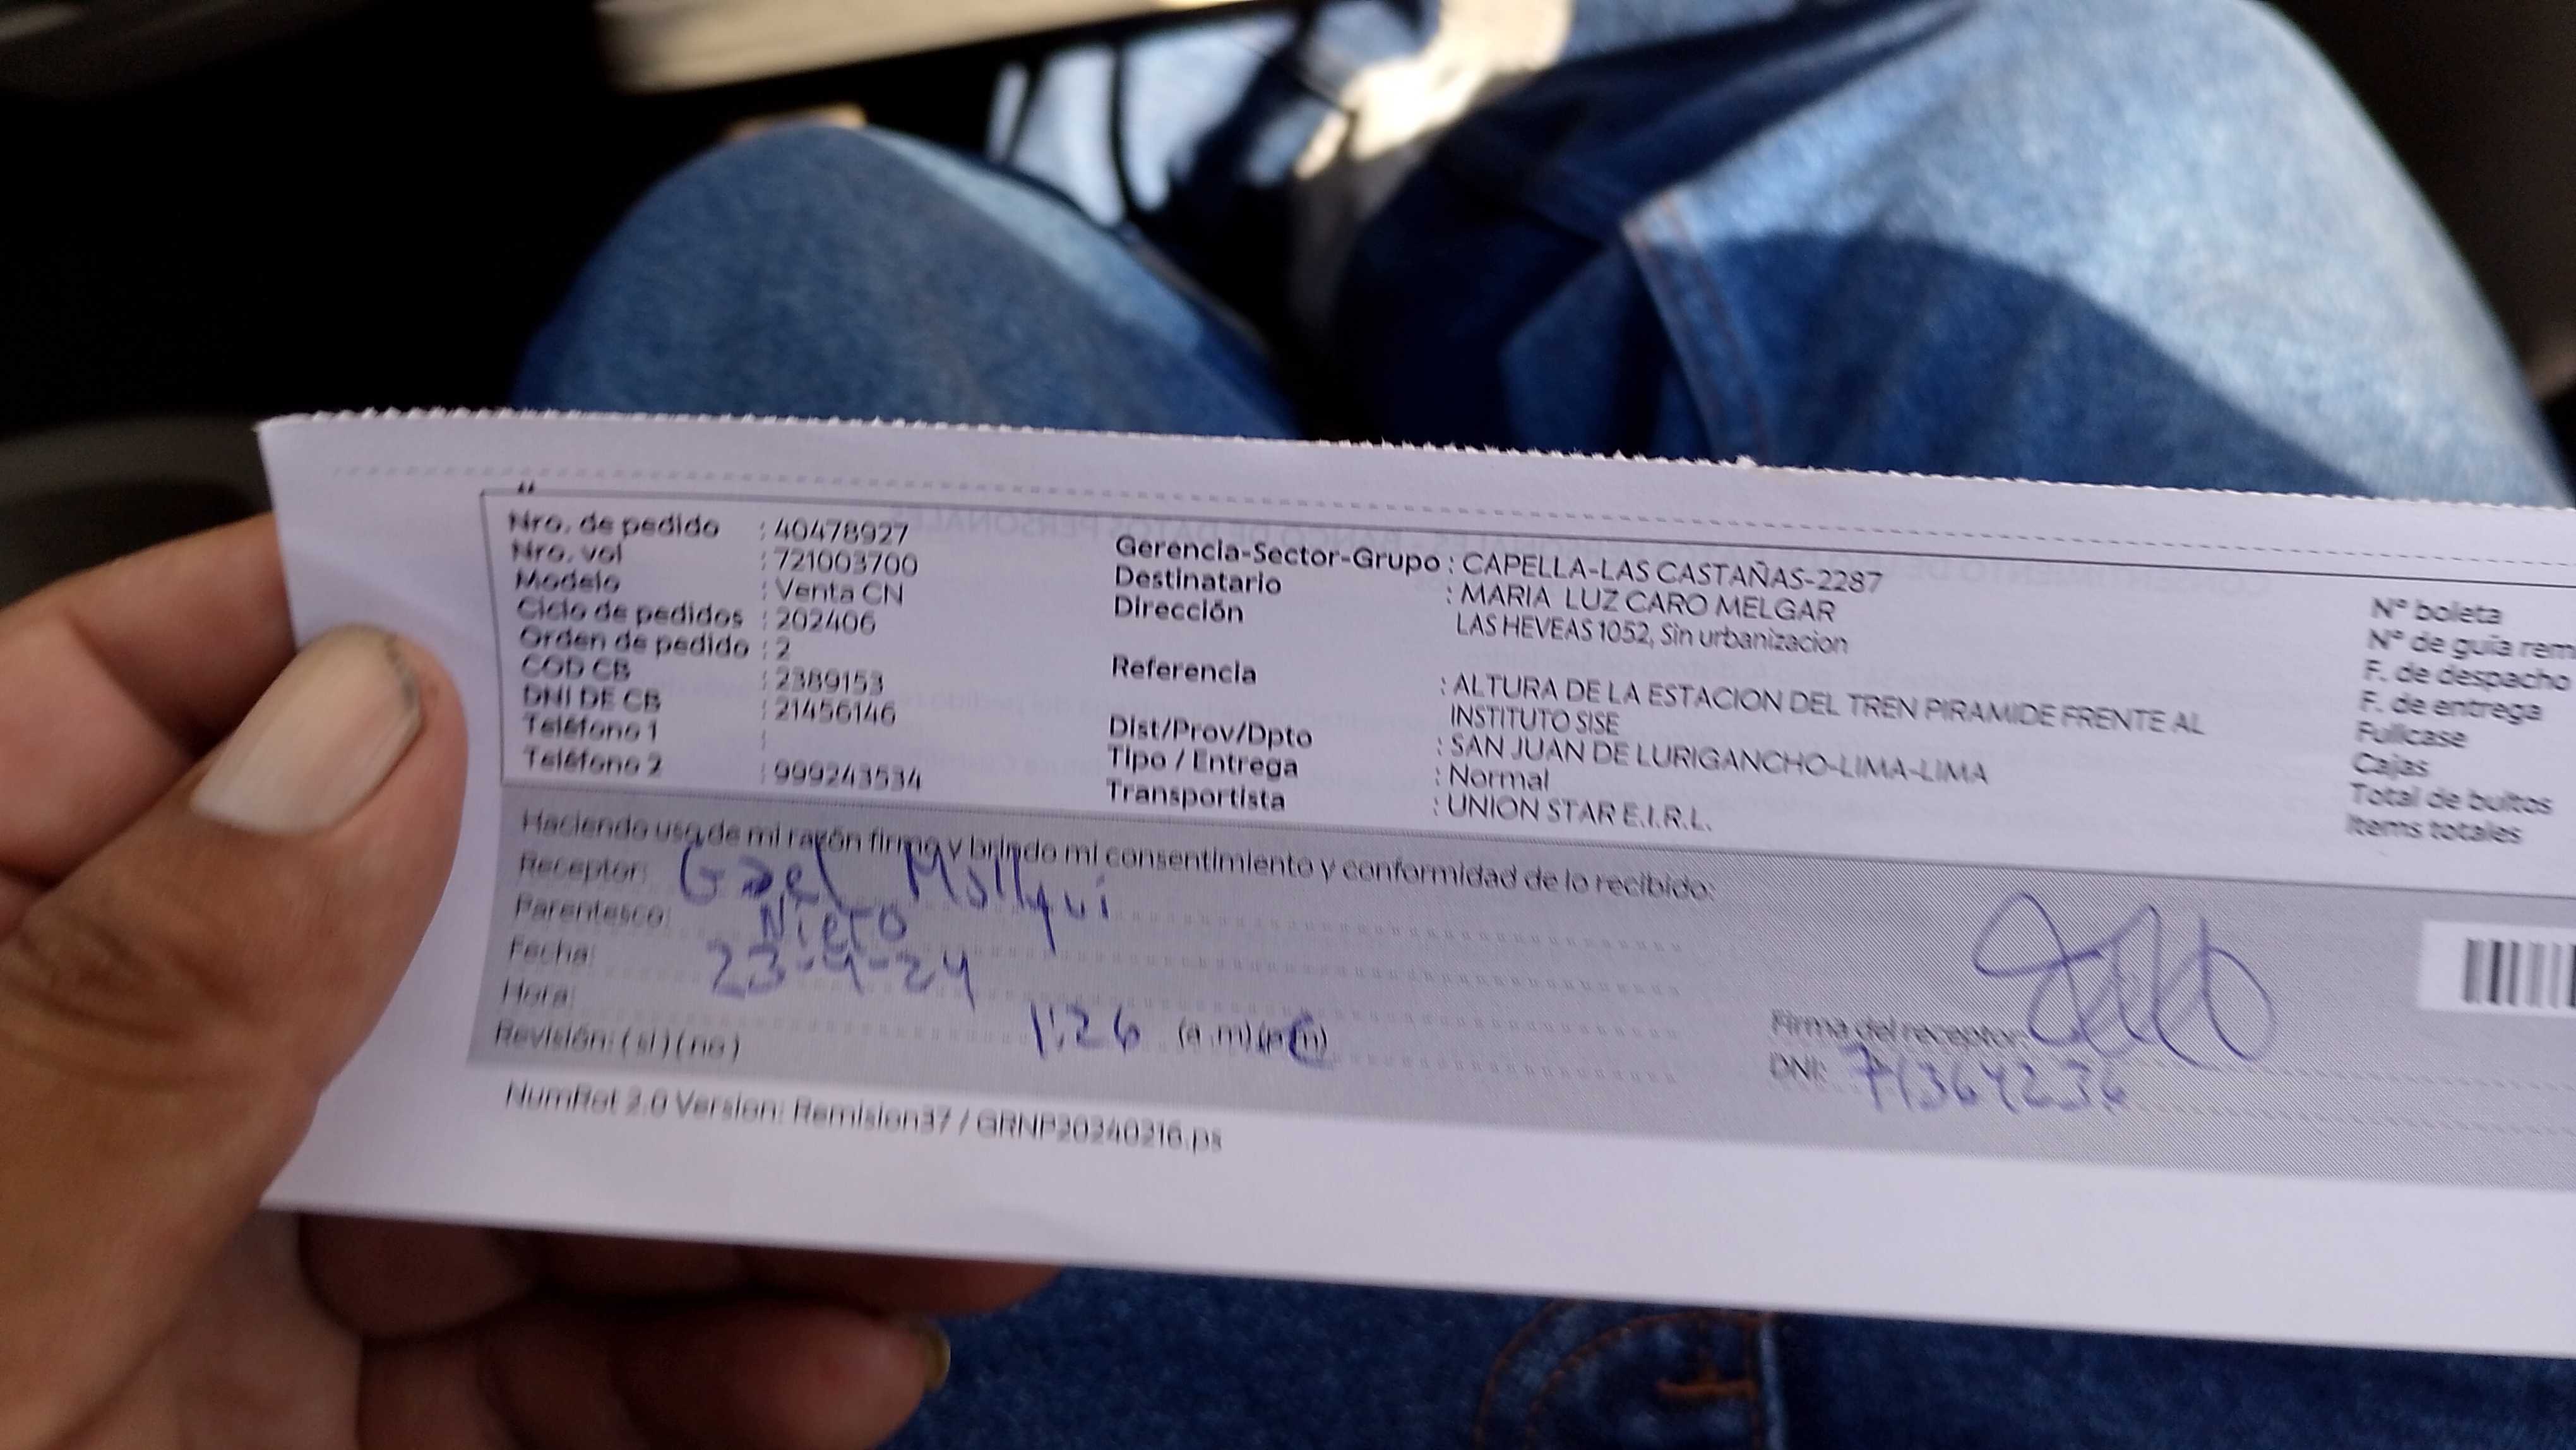 Nro. de pedido : 40478927
Nro. vol : 721003700
Modelo : Venta CN
Ciclo de pedidos : 202406
Orden de pedido : 2
COD CB : 2389153
DNI DE CB : 21456146
Teléfono 1 :
Teléfono 2 : 999243534
Gerencia-Sector-Grupo : CAPELLA-LAS CASTAÑAS-2287
Destinatario : MARIA LUZ CARO MELGAR
Dirección LAS HEVEAS 1052, Sin urbanizacion
Referencia : ALTURA DE LA ESTACION DEL TREN PIRAMIDE FRENTE AL
INSTITUTO SISE
Dist/Prov/Dpto : SAN JUAN DE LURIGANCHO-LIMA-LIMA
Tipo / Entrega : Normal
Transportista : UNION STAR E.I.R.L.
N° boleta
N° de guía rem
F. de despacho
F. de entrega
Fullcase
Cajas
Total de bultos
Items totales
Haciendo uso de mi razón firmo y brindo mi consentimiento y conformidad de lo recibido:
Receptor: Gael Mallqui
Parentesco: Nieto
Fecha: 23-4-24
Hora: 1:26 (a.m)(p.m)
Revisión: (si) (no)
Firma del receptor:
DNI: 71364236
NumRot 2.0 Version: Remision37 / GRNP20240216.ps